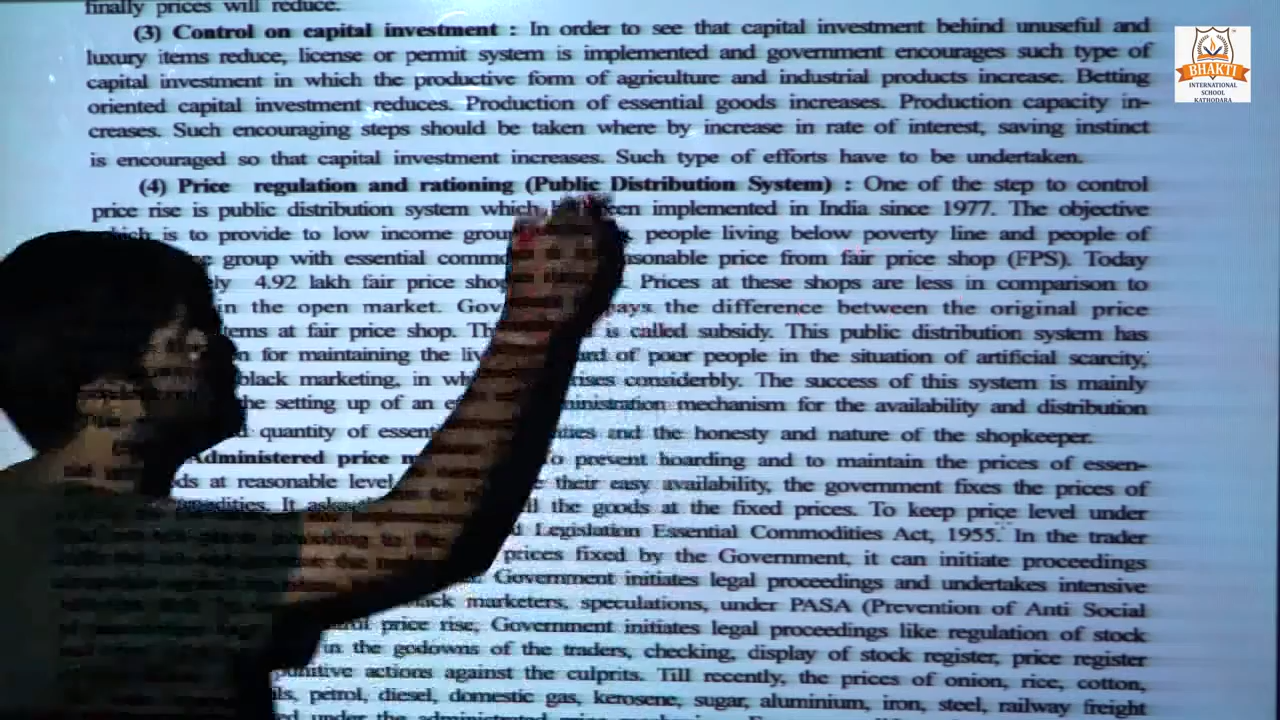 finally prices will reduce.
(3) Control on capital investment : In order to see that capital investment behind unuseful and
luxury items reduce, license or permit system is implemented and government encourages such type of
capital investment in which the productive form of agriculture and industrial products increase. Betting
oriented capital investment reduces. Production of essential goods increases. Production capacity in-
creases. Such encouraging steps should be taken where by increase in rate of interest, saving instinct
is encouraged so that capital investment increases. Such type of efforts have to be undertaken.
(4) Price regulation and rationing (Public Distribution System) : One of the step to control
price rise is public distribution system which been implemented in India since 1977. The objective
which is to provide to low income group people living below poverty line and people of
group with essential price from fair price shop (FPS). Today
4.92 lakh fair price Prices at these shops are less in comparison to
in the open market. the difference between the original price
items at fair price shop. is called subsidy. This public distribution system has
for maintaining the of poor people in the situation of artificial scarcity,
black marketing, in considerbly. The success of this system is mainly
the setting up of an mechanism for the availability and distribution
quantity of and the honesty and nature of the shopkeeper.
Administered price to prevent hoarding and to maintain the prices of essen-
at reasonable level their easy availability, the government fixes the prices of
It the goods at the fixed prices. To keep price level under
Legislation Essential Commodities Act, 1955. In the trader
prices fixed by the Government, it can initiate proceedings
Government initiates legal proceedings and undertakes intensive
marketers, speculations, under PASA (Prevention of Anti Social
price rise, Government initiates legal proceedings like regulation of stock
in the godowns of the traders, checking, display of stock register, price register
actions against the culprits. Till recently, the prices of onion, rice, cotton,
petrol, diesel, domestic gas, kerosene, sugar, aluminium, iron, steel, railway freight
under the administered price
BHAKTI
INTERNATIONAL
SCHOOL
KATHODARA